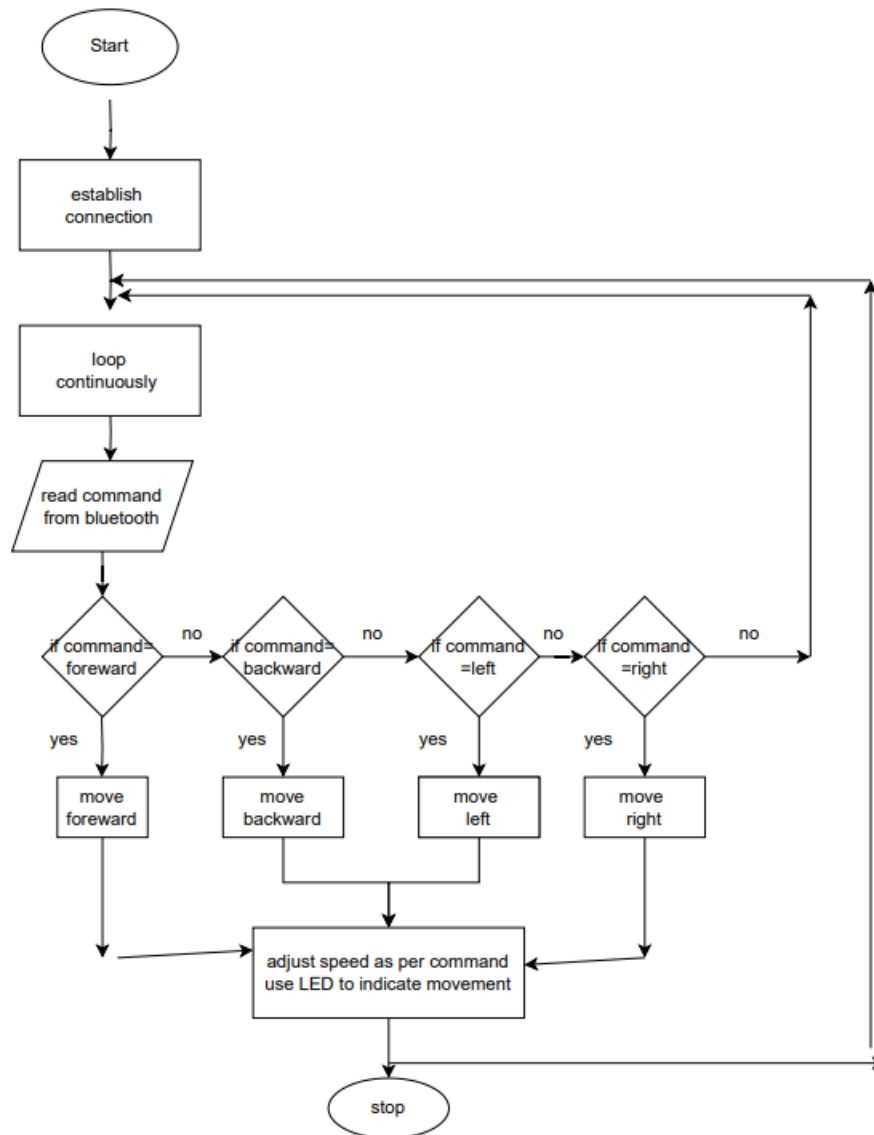 Start
establish
connection
loop
continuously
read command
from bluetooth
if command=
foreward
no
if command=
backward
no
if command
=left
no
if command
=right
no
yes
yes
yes
yes
move
foreward
move
backward
move
left
move
right
adjust speed as per command
use LED to indicate movement
stop